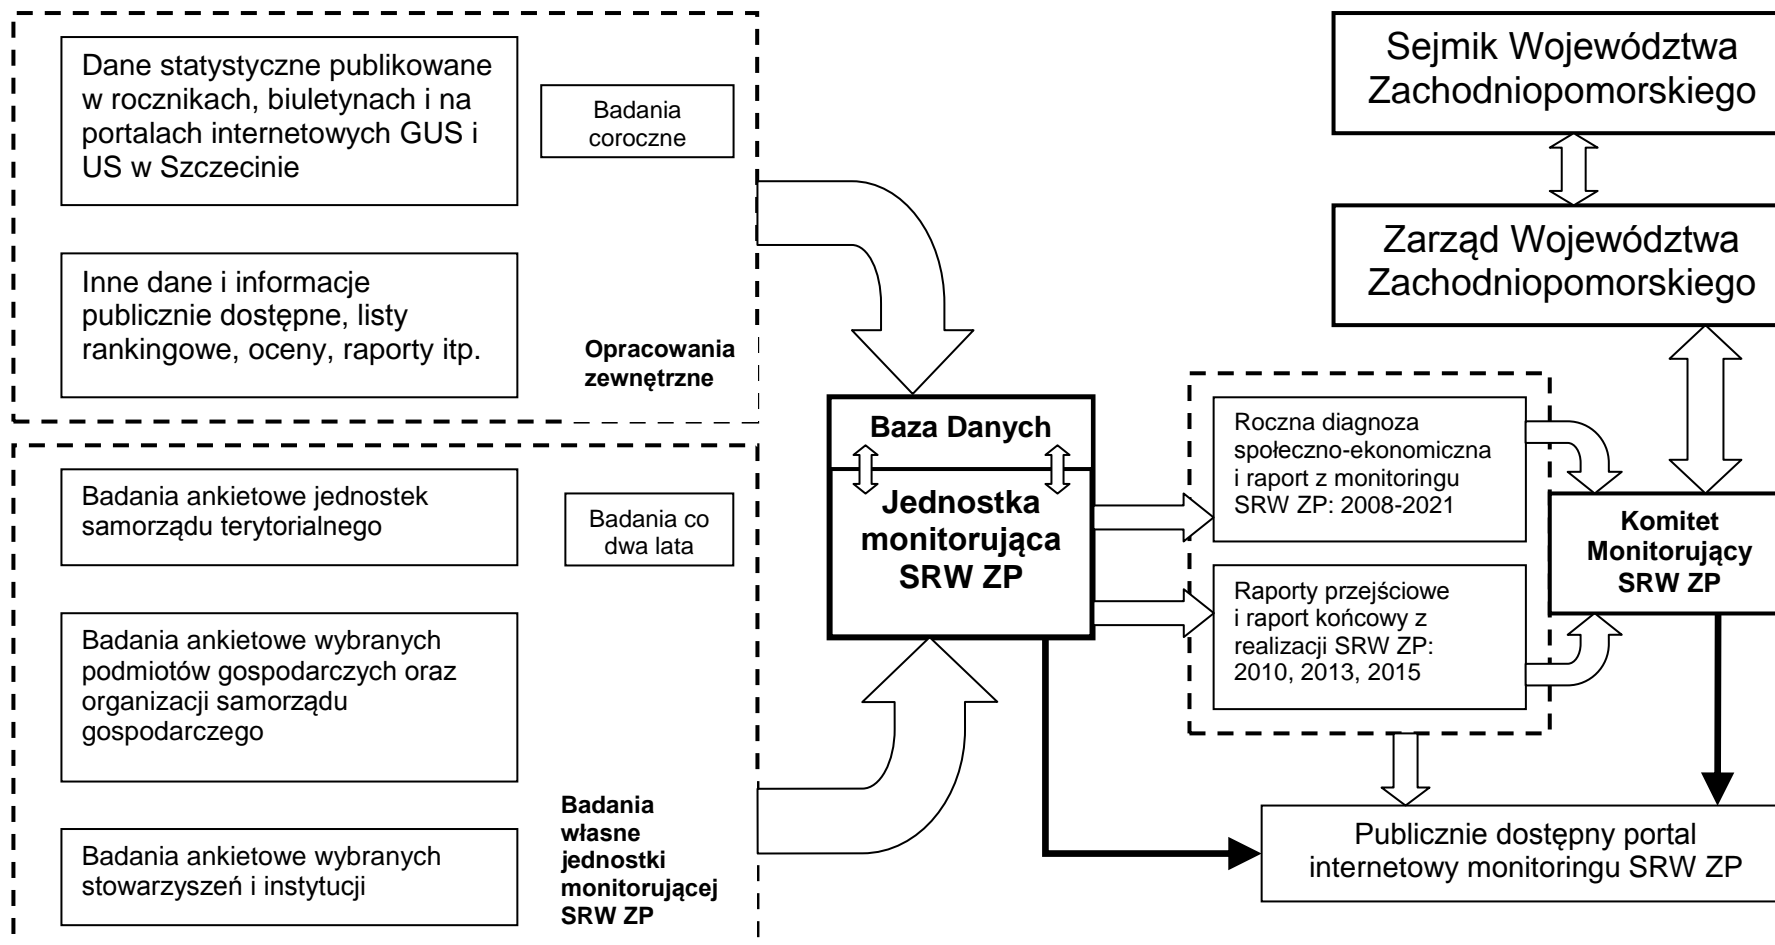 Dane statystyczne publikowane
w rocznikach, biuletynach i na
portalach internetowych GUS i
US w Szczecinie
Badania
coroczne
Inne dane i informacje
publicznie dostępne, listy
rankingowe, oceny, raporty itp.
Opracowania
zewnętrzne
Badania ankietowe jednostek
samorządu terytorialnego
Badania co
dwa lata
Badania ankietowe wybranych
podmiotów gospodarczych oraz
organizacji samorządu
gospodarczego
Badania ankietowe wybranych
stowarzyszeń i instytucji
Badania
własne
jednostki
monitorującej
SRW ZP
Baza Danych
Jednostka
monitorująca
SRW ZP
Roczna diagnoza
społeczno-ekonomiczna
i raport z monitoringu
SRW ZP: 2008-2021
Raporty przejściowe
i raport końcowy z
realizacji SRW ZP:
2010, 2013, 2015
Sejmik Województwa
Zachodniopomorskiego
Zarząd Województwa
Zachodniopomorskiego
Komitet
Monitorujący
SRW ZP
Publicznie dostępny portal
internetowy monitoringu SRW ZP